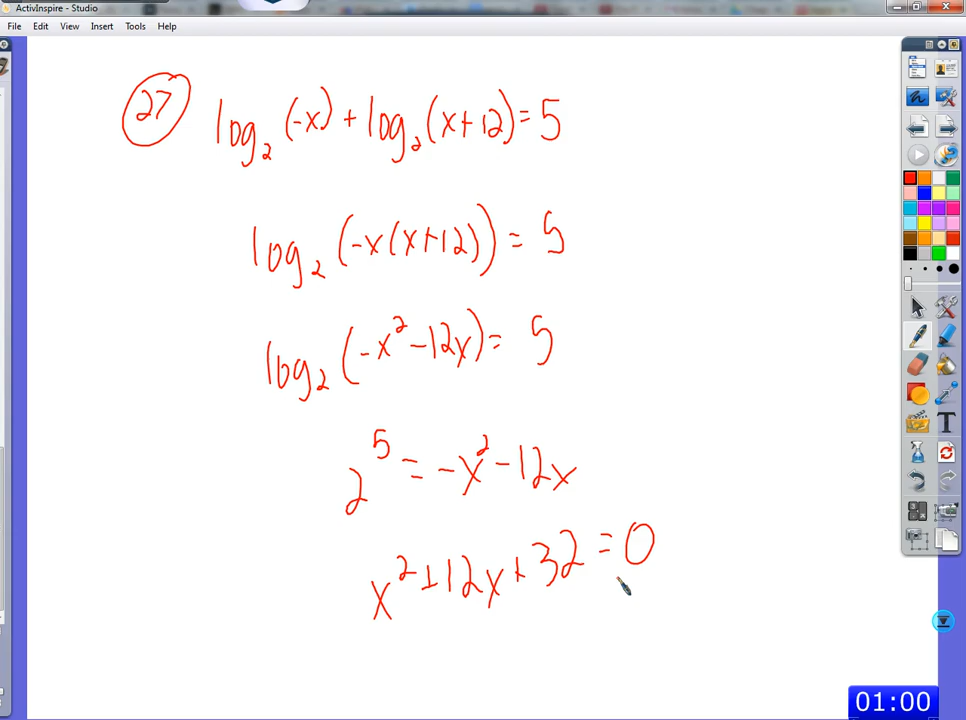 ActivInspire - Studio
File Edit View Insert Tools Help
27 log₂(-x) + log₂(x+12) = 5
log₂(-x(x+12)) = 5
log₂(-x² -12x) = 5
2⁵ = -x² -12x
x² +12x + 32 = 0
01:00